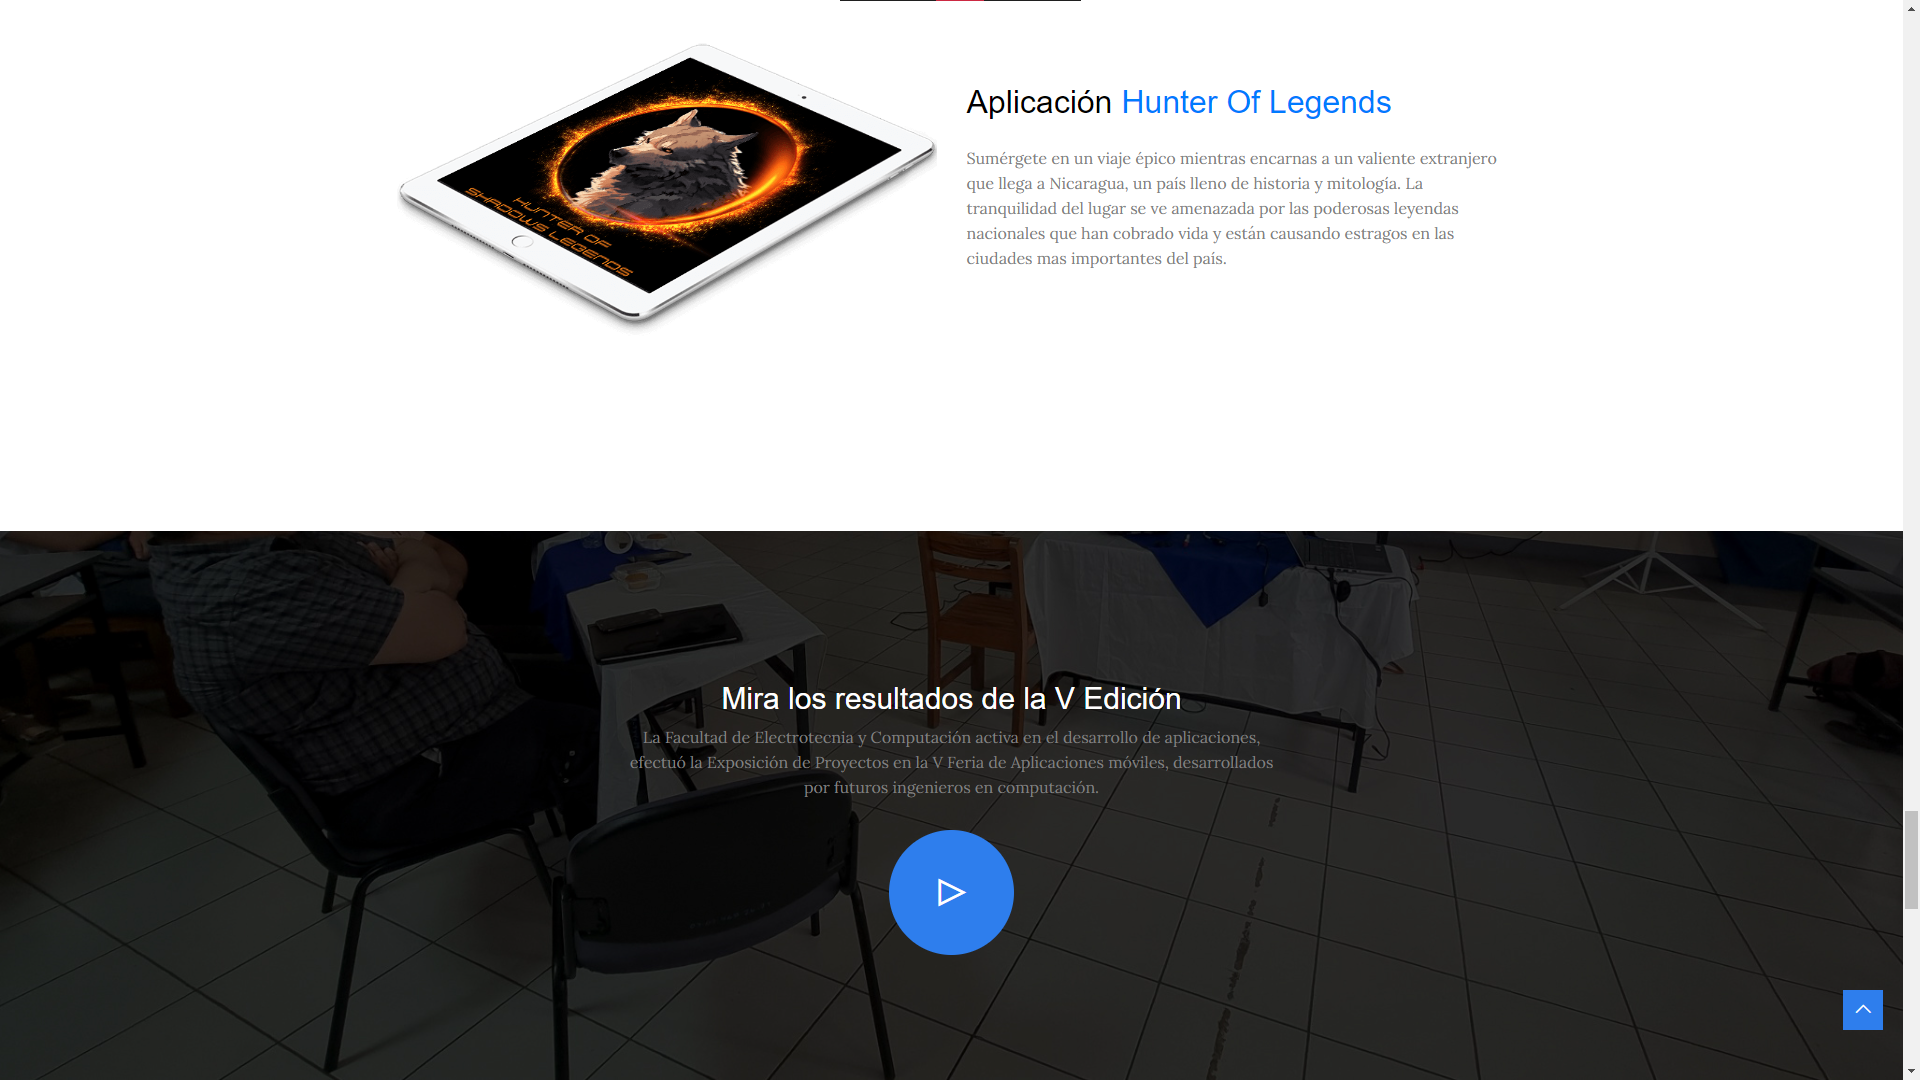 HUNTER OF
SHADOWS LEGENDS
Aplicación Hunter Of Legends
Sumérgete en un viaje épico mientras encarnas a un valiente extranjero
que llega a Nicaragua, un país lleno de historia y mitología. La
tranquilidad del lugar se ve amenazada por las poderosas leyendas
nacionales que han cobrado vida y están causando estragos en las
ciudades mas importantes del país.
Mira los resultados de la V Edición
La Facultad de Electrotecnia y Computación activa en el desarrollo de aplicaciones,
efectuó la Exposición de Proyectos en la V Feria de Aplicaciones móviles, desarrollados
por futuros ingenieros en computación.